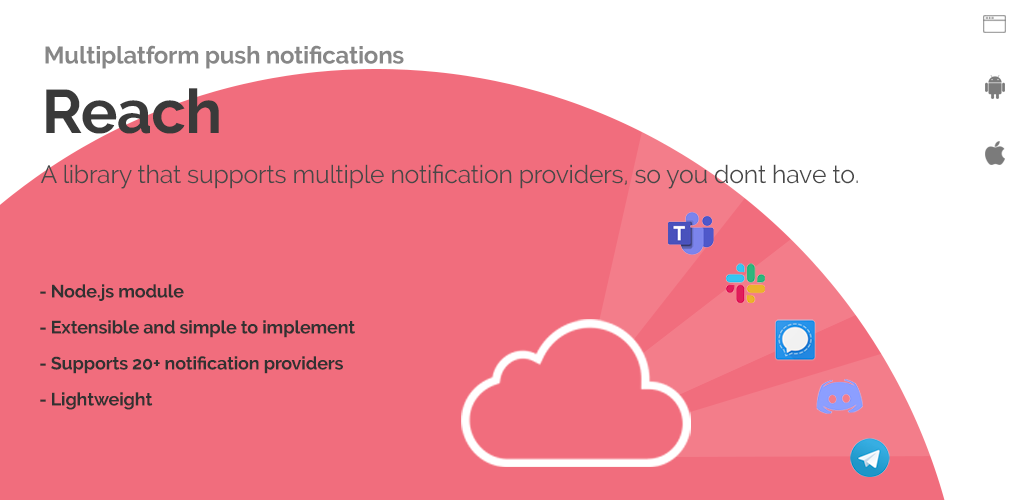 Multiplatform push notifications
Reach
A library that supports multiple notification providers, so you dont have to.
T
- Node.js module
- Extensible and simple to implement
- Supports 20+ notification providers
- Lightweight